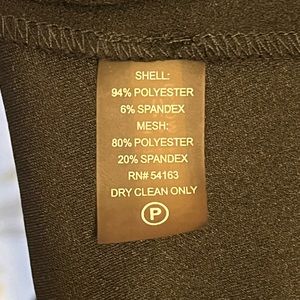 SHELL:
94% POLYESTER
6% SPANDEX
MESH:
80% POLYESTER
20% SPANDEX
RN# 54163
DRY CLEAN ONLY
P